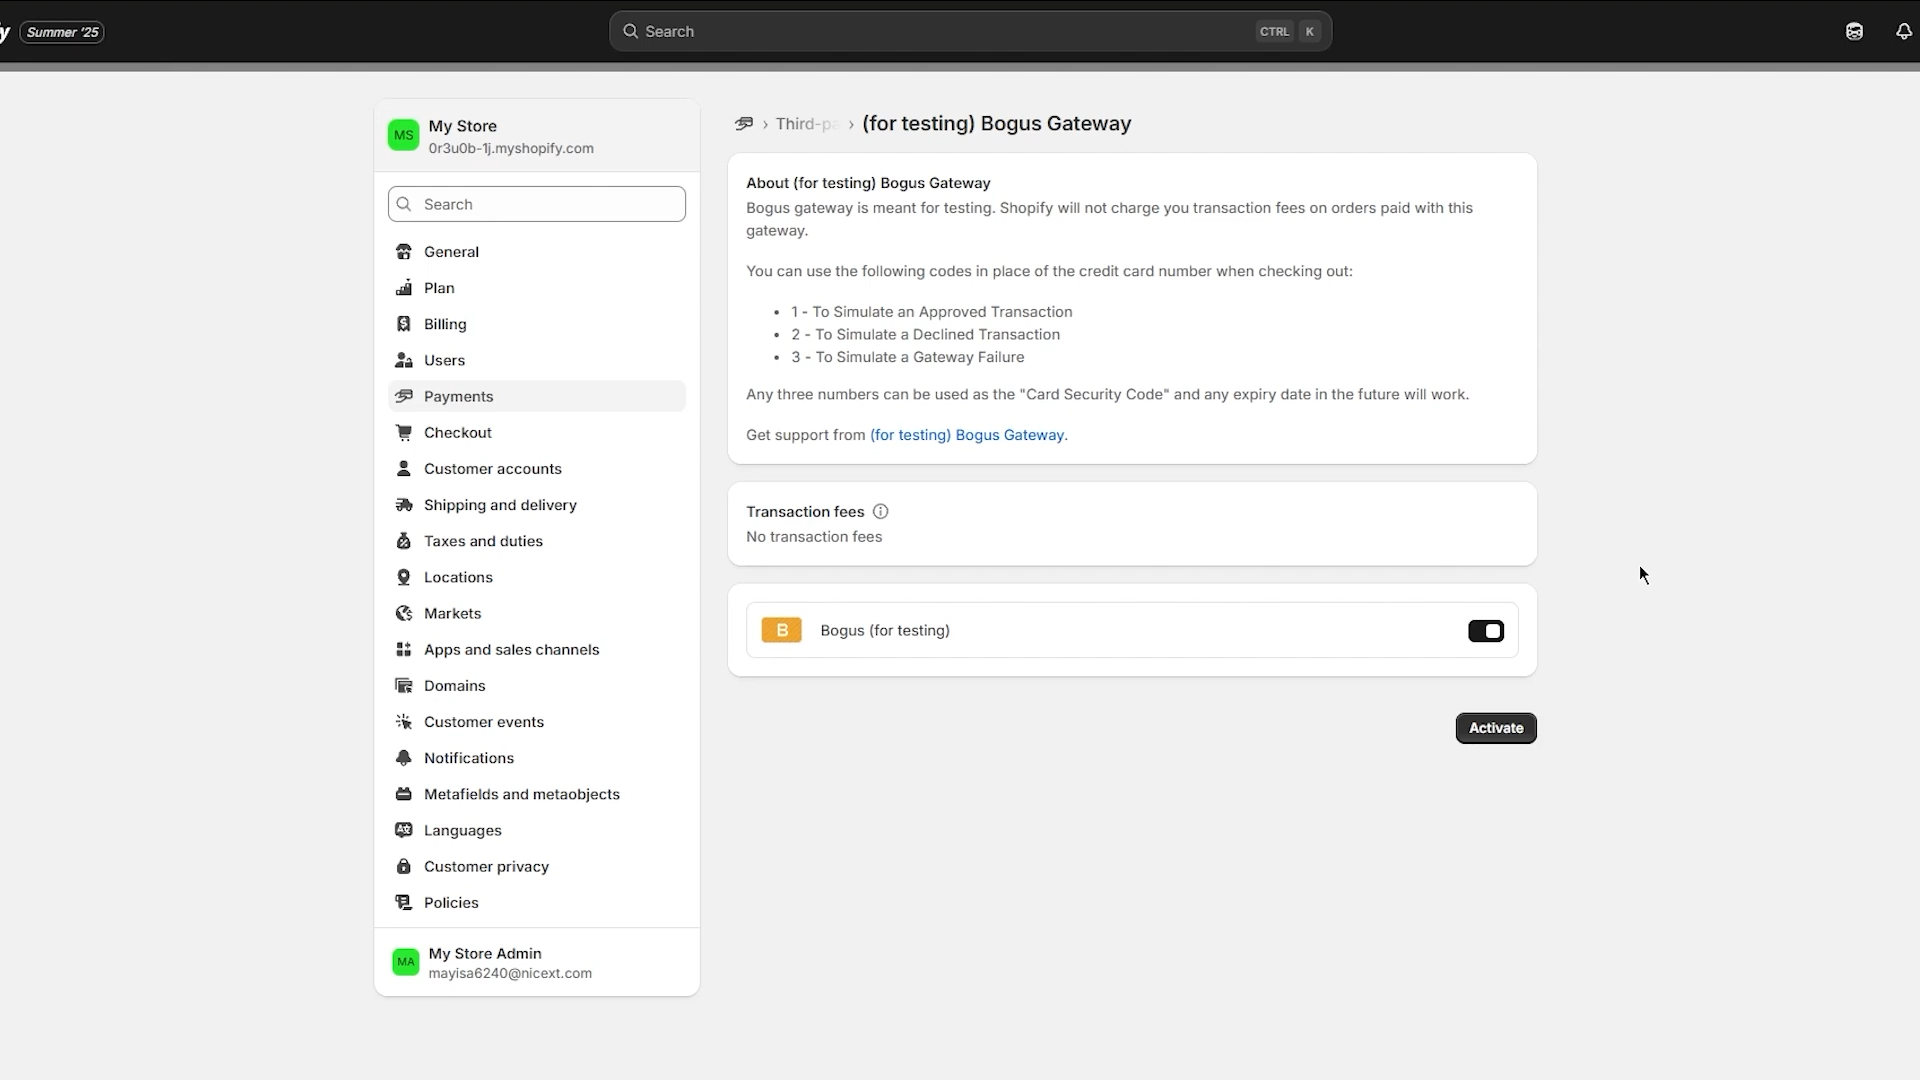 Summer '25
Search
CTRL K
MS
My Store
0r3u0b-1j.myshopify.com
Search
General
Plan
Billing
Users
Payments
Checkout
Customer accounts
Shipping and delivery
Taxes and duties
Locations
Markets
Apps and sales channels
Domains
Customer events
Notifications
Metafields and metaobjects
Languages
Customer privacy
Policies
MA
My Store Admin
mayisa6240@nicext.com
› Third-pa › (for testing) Bogus Gateway
About (for testing) Bogus Gateway
Bogus gateway is meant for testing. Shopify will not charge you transaction fees on orders paid with this
gateway.
You can use the following codes in place of the credit card number when checking out:
• 1 - To Simulate an Approved Transaction
• 2 - To Simulate a Declined Transaction
• 3 - To Simulate a Gateway Failure
Any three numbers can be used as the "Card Security Code" and any expiry date in the future will work.
Get support from (for testing) Bogus Gateway.
Transaction fees
No transaction fees
B
Bogus (for testing)
Activate